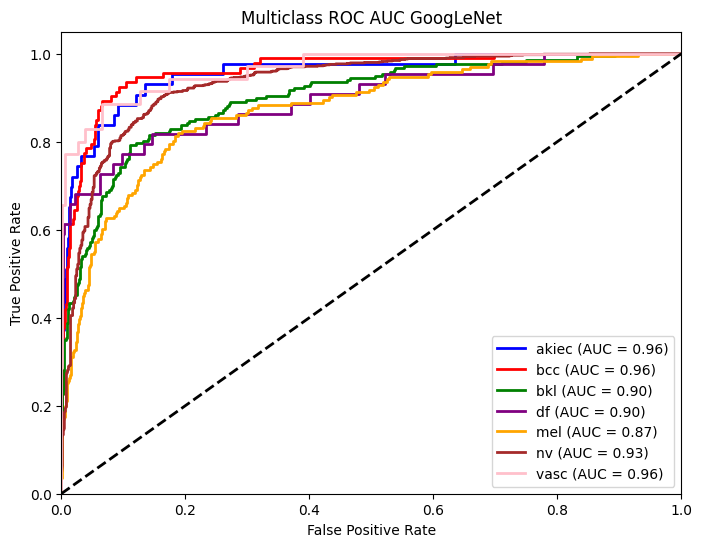 Multiclass ROC AUC GoogLeNet
True Positive Rate
1.0
0.8
0.6
0.4
0.2
0.0
akiec (AUC = 0.96)
bcc (AUC = 0.96)
bkl (AUC = 0.90)
df (AUC = 0.90)
mel (AUC = 0.87)
nv (AUC = 0.93)
vasc (AUC = 0.96)
0.0 0.2 0.4 0.6 0.8 1.0
False Positive Rate